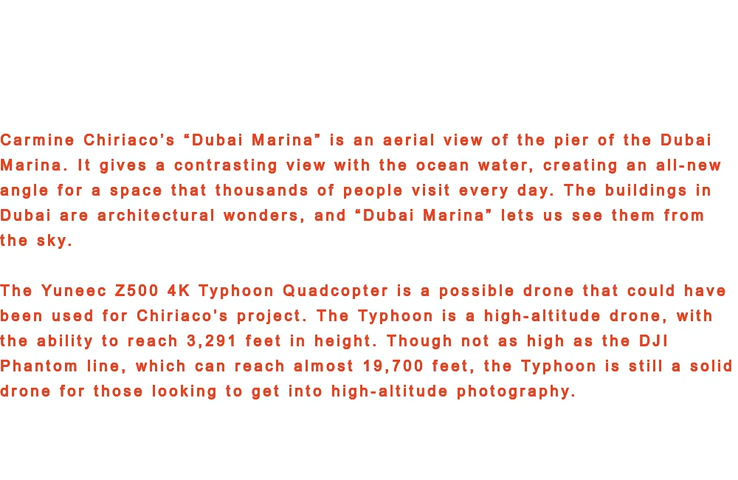 Carmine Chiriaco's “Dubai Marina” is an aerial view of the pier of the Dubai
Marina. It gives a contrasting view with the ocean water, creating an all-new
angle for a space that thousands of people visit every day. The buildings in
Dubai are architectural wonders, and “Dubai Marina” lets us see them from
the sky.
The Yuneec Z500 4K Typhoon Quadcopter is a possible drone that could have
been used for Chiriaco's project. The Typhoon is a high-altitude drone, with
the ability to reach 3,291 feet in height. Though not as high as the DJI
Phantom line, which can reach almost 19,700 feet, the Typhoon is still a solid
drone for those looking to get into high-altitude photography.